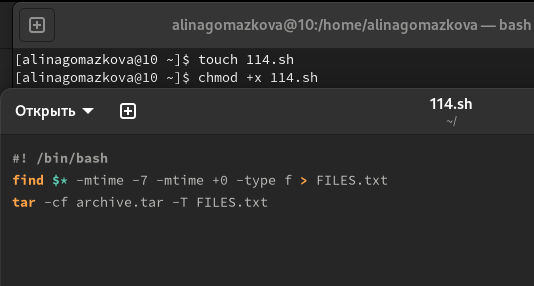 alinagomazkova@10:/home/alinagomazkova — bash
[alinagomazkova@10 ~]$ touch 114.sh
[alinagomazkova@10 ~]$ chmod +x 114.sh
Открыть
114.sh
~/
#! /bin/bash
find $* -mtime -7 -mtime +0 -type f > FILES.txt
tar -cf archive.tar -T FILES.txt